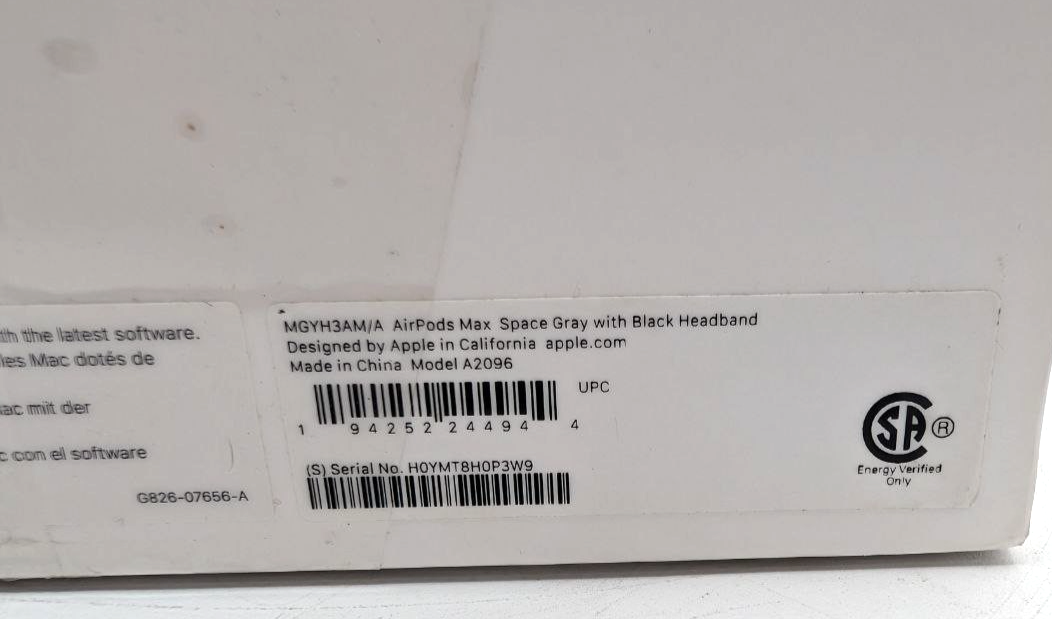 th the latest software.
les Mac dotés de
ac mit der
c con el software
G826-07656-A
MGYH3AM/A AirPods Max Space Gray with Black Headband
Designed by Apple in California apple.com
Made in China Model A2096
UPC
1 94252 24494 4
(S) Serial No. H0YMT8H0P3W9
SA ®
Energy Verified
Only